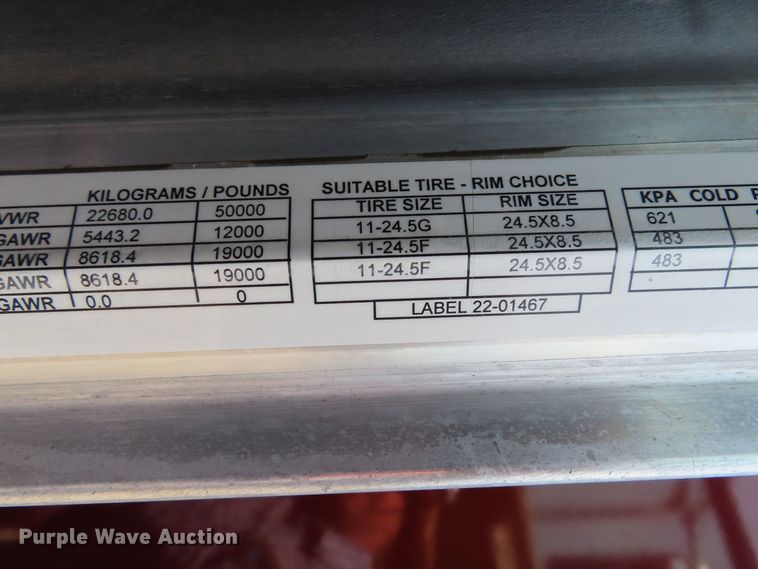 KILOGRAMS / POUNDS SUITABLE TIRE - RIM CHOICE
TIRE SIZE RIM SIZE KPA COLD
VWR 22680.0 50000 11-24.5G 24.5X8.5 621
GAWR 5443.2 12000 11-24.5F 24.5X8.5 483
GAWR 8618.4 19000 11-24.5F 24.5X8.5 483
GAWR 8618.4 19000
GAWR 0.0 0
LABEL 22-01467
Purple Wave Auction